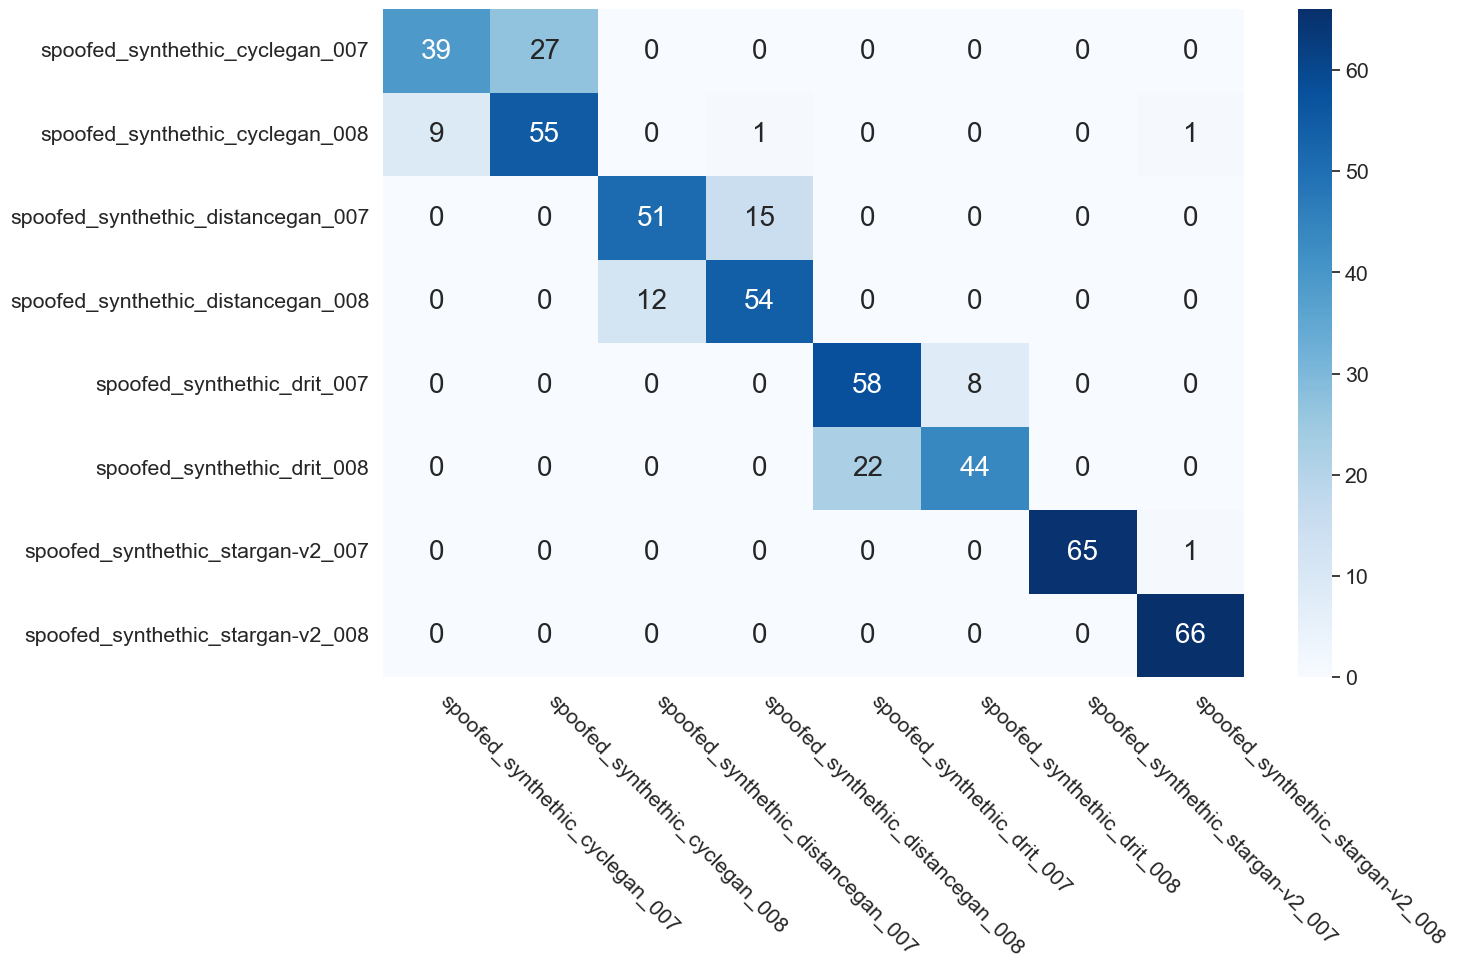 spoofed_synthethic_cyclegan_007 39 27 0 0 0 0 0 0
spoofed_synthethic_cyclegan_008 9 55 0 1 0 0 0 1
spoofed_synthethic_distancegan_007 0 0 51 15 0 0 0 0
spoofed_synthethic_distancegan_008 0 0 12 54 0 0 0 0
spoofed_synthethic_drit_007 0 0 0 0 58 8 0 0
spoofed_synthethic_drit_008 0 0 0 0 22 44 0 0
spoofed_synthethic_stargan-v2_007 0 0 0 0 0 0 65 1
spoofed_synthethic_stargan-v2_008 0 0 0 0 0 0 0 66
spoofed_synthethic_cyclegan_007
spoofed_synthethic_cyclegan_008
spoofed_synthethic_distancegan_007
spoofed_synthethic_distancegan_008
spoofed_synthethic_drit_007
spoofed_synthethic_drit_008
spoofed_synthethic_stargan-v2_007
spoofed_synthethic_stargan-v2_008
60
50
40
30
20
10
0